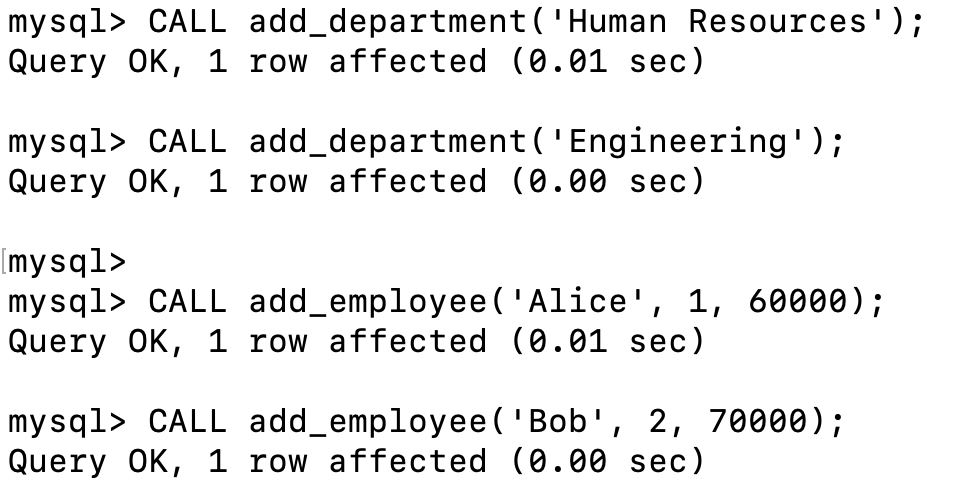 mysql> CALL add_department('Human Resources');
Query OK, 1 row affected (0.01 sec)
mysql> CALL add_department('Engineering');
Query OK, 1 row affected (0.00 sec)
[mysql>
mysql> CALL add_employee('Alice', 1, 60000);
Query OK, 1 row affected (0.01 sec)
mysql> CALL add_employee('Bob', 2, 70000);
Query OK, 1 row affected (0.00 sec)